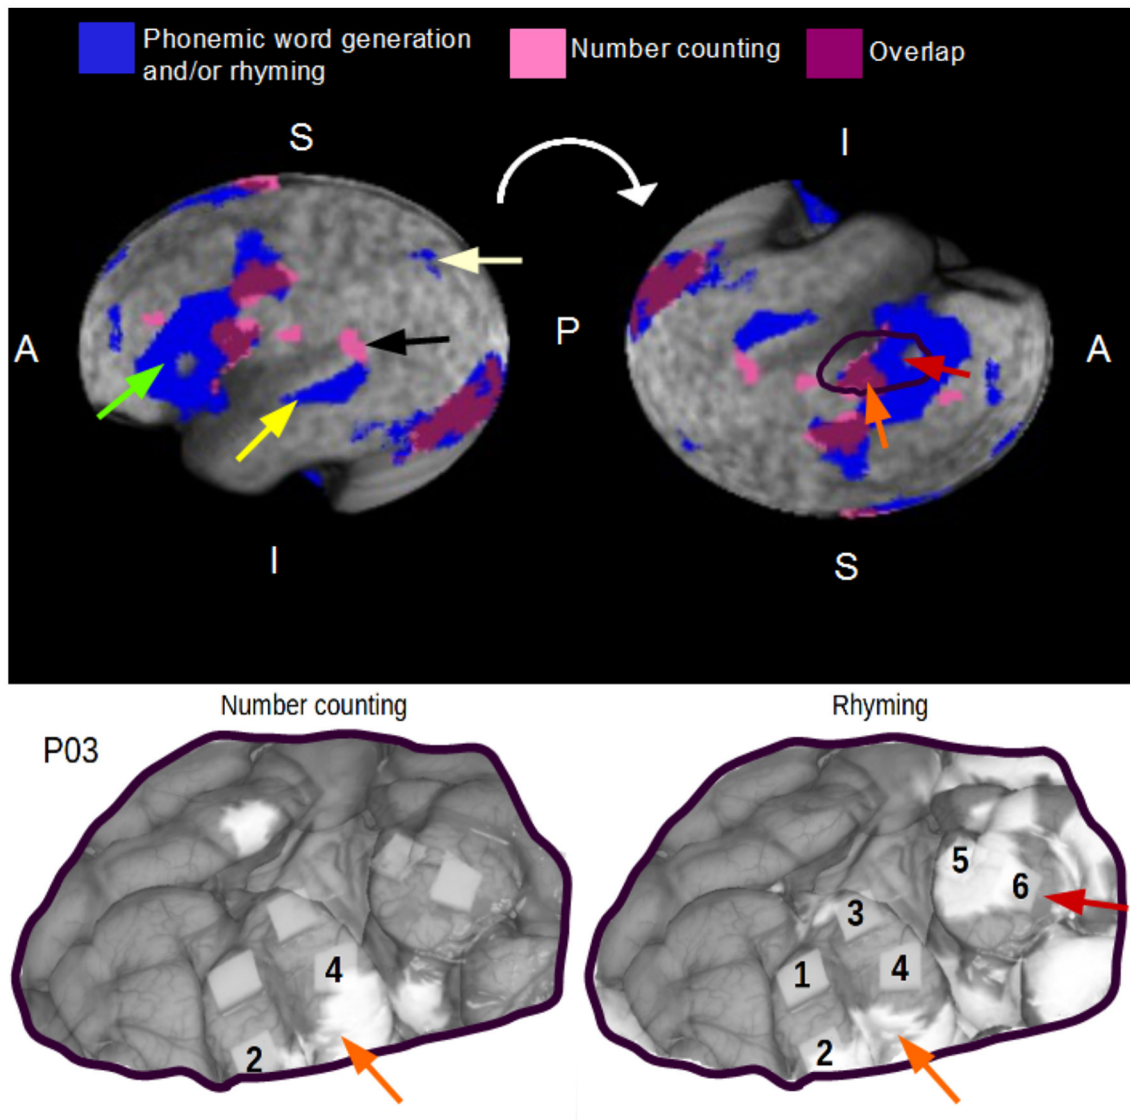 Phonemic word generation
and/or rhyming
Number counting
Overlap
S
I
A
P
A
I
S
Number counting
Rhyming
P03
5
6
3
4
1
4
2
2